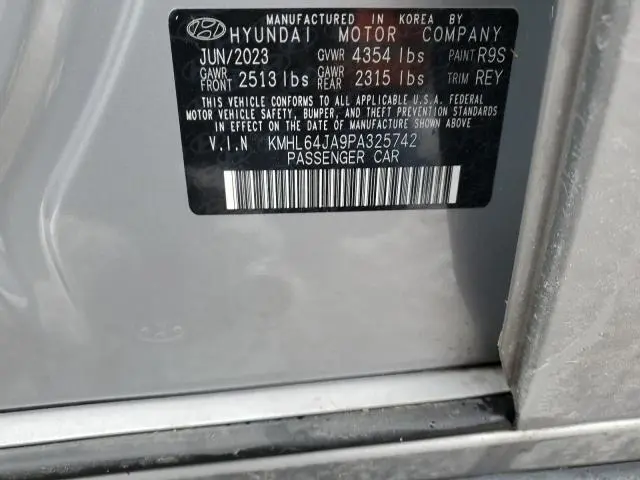 MANUFACTURED IN KOREA BY
HYUNDAI MOTOR COMPANY
JUN/2023 GVWR 4354 lbs PAINT R9S
GAWR FRONT 2513 lbs GAWR REAR 2315 lbs TRIM REY
THIS VEHICLE CONFORMS TO ALL APPLICABLE U.S.A. FEDERAL
MOTOR VEHICLE SAFETY, BUMPER, AND THEFT PREVENTION STANDARDS
IN EFFECT ON THE DATE OF MANUFACTURE SHOWN ABOVE.
V.I.N KMHL64JA9PA325742
PASSENGER CAR